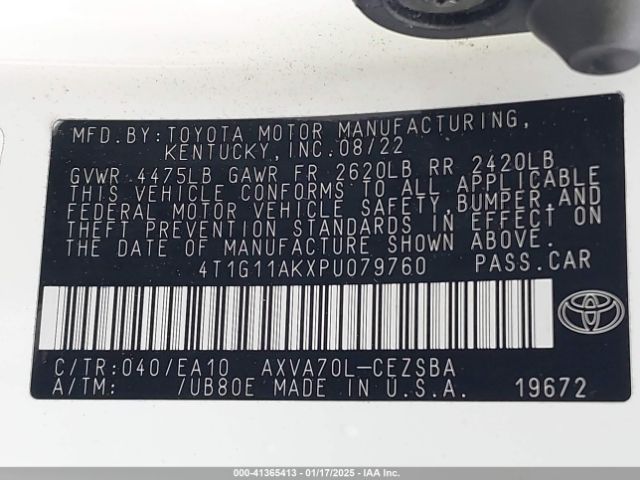 MFD.BY:TOYOTA MOTOR MANUFACTURING,
KENTUCKY,INC.08/22
GVWR 4475LB GAWR FR 2620LB RR 2420LB
THIS VEHICLE CONFORMS TO ALL APPLICABLE
FEDERAL MOTOR VEHICLE SAFETY,BUMPER,AND
THEFT PREVENTION STANDARDS IN EFFECT ON
THE DATE OF MANUFACTURE SHOWN ABOVE.
4T1G11AKXPU079760 PASS.CAR
C/TR:040/EA10 AXVA70L-CEZSBA
A/TM: /UB80E MADE IN U.S.A. 19672
000-41365413 - 01/17/2025 - IAA Inc.